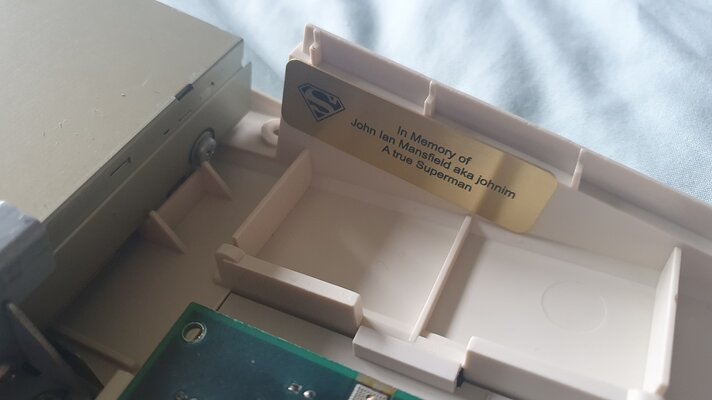 In Memory of
John Ian Mansfield aka johnim
A true Superman